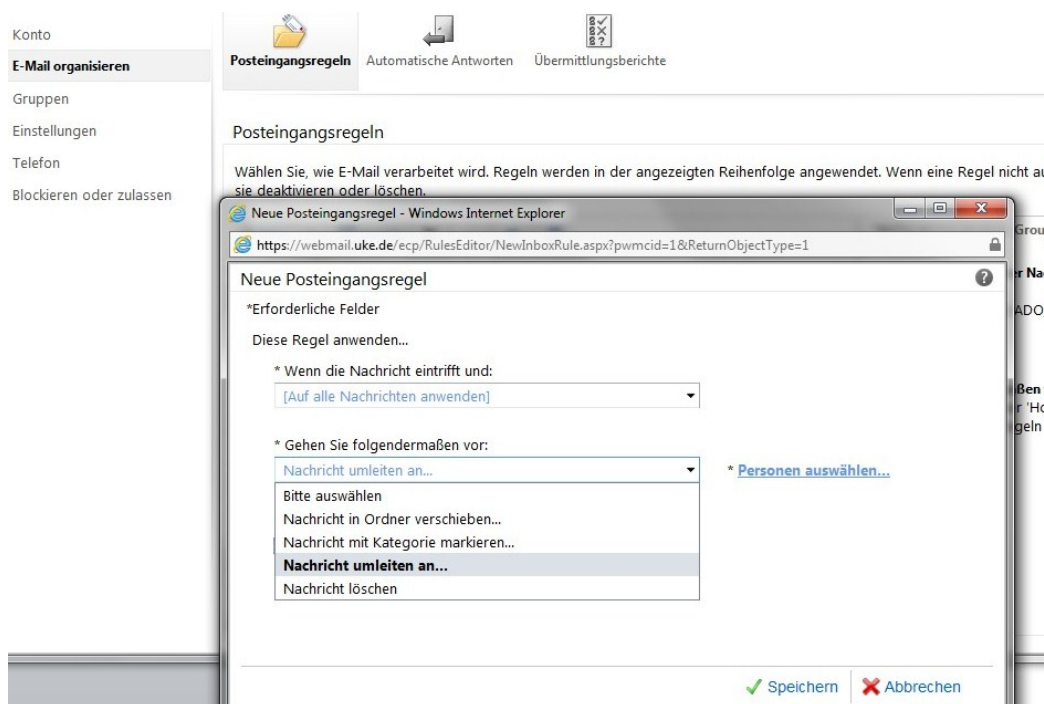 Konto
E-Mail organisieren
Gruppen
Einstellungen
Telefon
Blockieren oder zulassen
Posteingangsregeln
Automatische Antworten
Übermittlungsberichte
Posteingangsregeln
Wählen Sie, wie E-Mail verarbeitet wird. Regeln werden in der angezeigten Reihenfolge angewendet. Wenn eine Regel nicht
sie deaktivieren oder löschen.
Neue Posteingangsregel - Windows Internet Explorer
https://webmail.uke.de/ecp/RulesEditor/NewInboxRule.aspx?pwmcid=1&ReturnObjectType=1
Neue Posteingangsregel
*Erforderliche Felder
Diese Regel anwenden...
* Wenn die Nachricht eintrifft und:
[Auf alle Nachrichten anwenden]
* Gehen Sie folgendermaßen vor:
Nachricht umleiten an...
* Personen auswählen...
Bitte auswählen
Nachricht in Ordner verschieben...
Nachricht mit Kategorie markieren...
Nachricht umleiten an...
Nachricht löschen
Speichern
Abbrechen